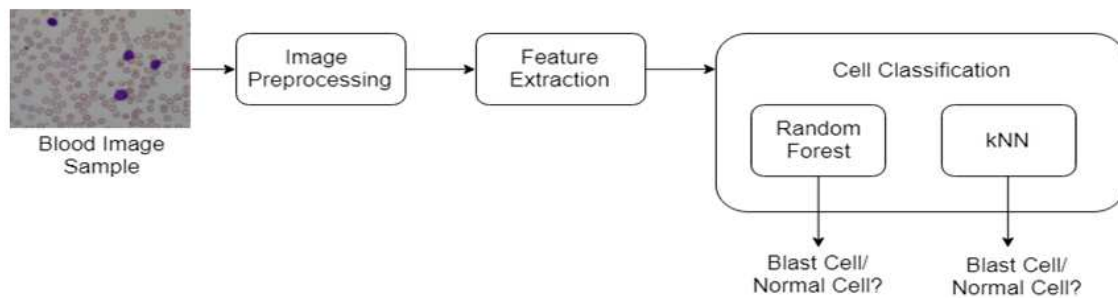 Blood Image
Sample
Image
Preprocessing
Feature
Extraction
Cell Classification
Random
Forest
kNN
Blast Cell/
Normal Cell?
Blast Cell/
Normal Cell?